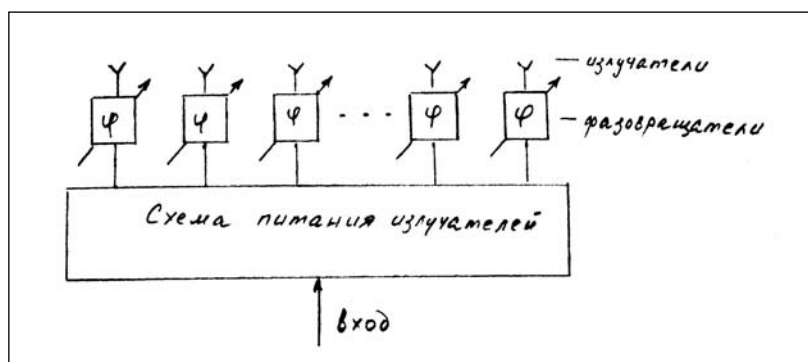 излучатели
φ φ φ ... φ φ
фазовращатели
Схема питания излучателей
вход